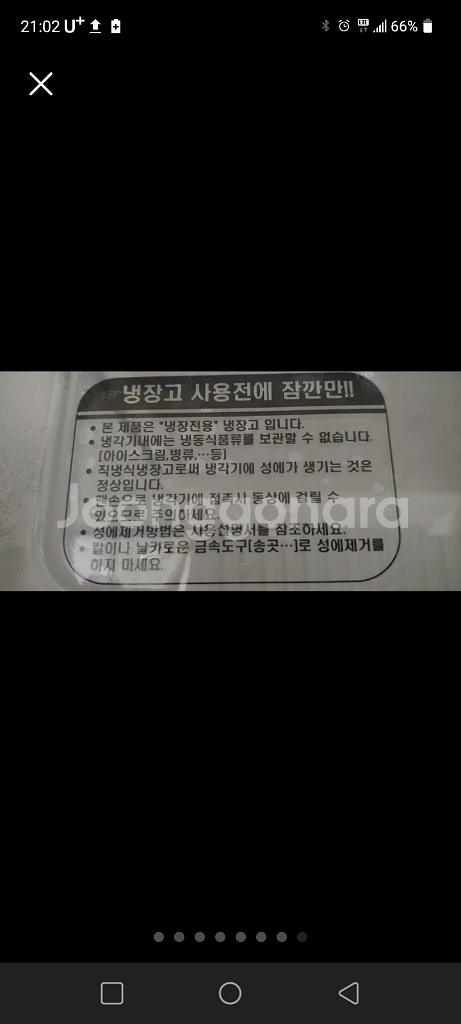 21:02 U+
66%
냉장고 사용전에 잠깐만!!
• 본 제품은 "냉장전용" 냉장고 입니다.
• 냉각기내에는 냉동식품류를 보관할 수 없습니다.
[아이스크림,병류,…등]
• 직냉식냉장고로써 냉각기에 성에가 생기는 것은
정상입니다.
• 맨손으로 냉각기에 접촉시 동상에 걸릴 수
있으므로 주의하세요.
Joonggonara
• 성에제거방법은 사용설명서를 참조하세요.
• 칼이나 날카로운 금속도구[송곳…]로 성에제거를
하지 마세요.